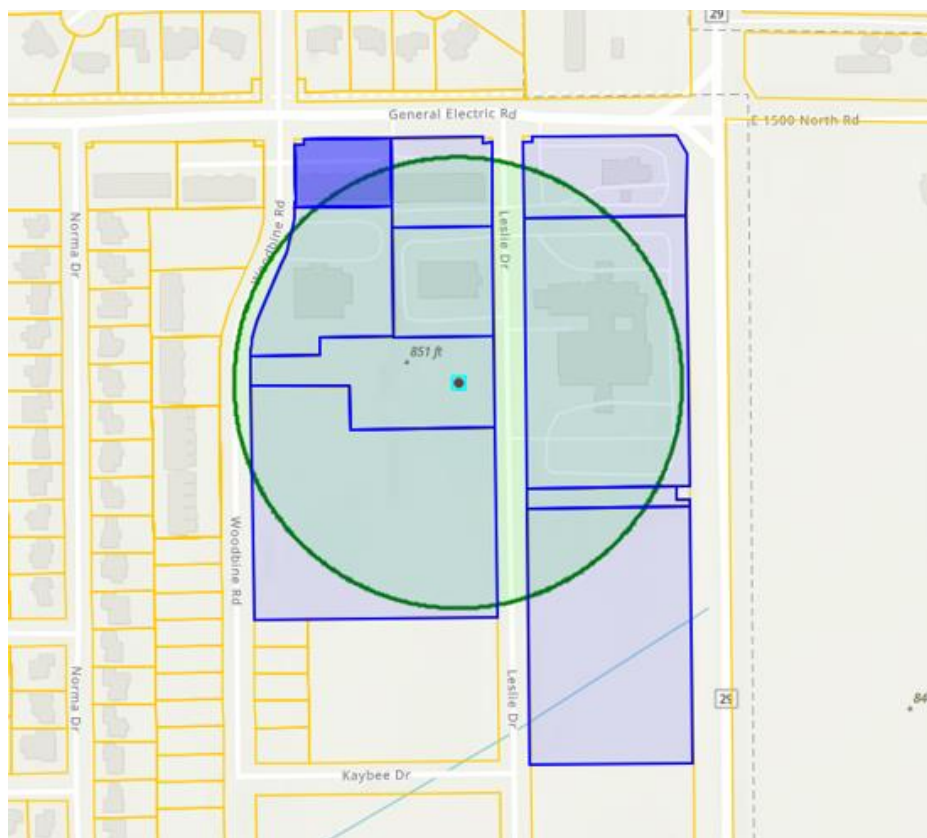 29
General Electric Rd
E 1500 North Rd
Norma Dr
Woodbine Rd
Leslie Dr
851 ft
Woodbine Rd
Norma Dr
Leslie Dr
29
84
Kaybee Dr